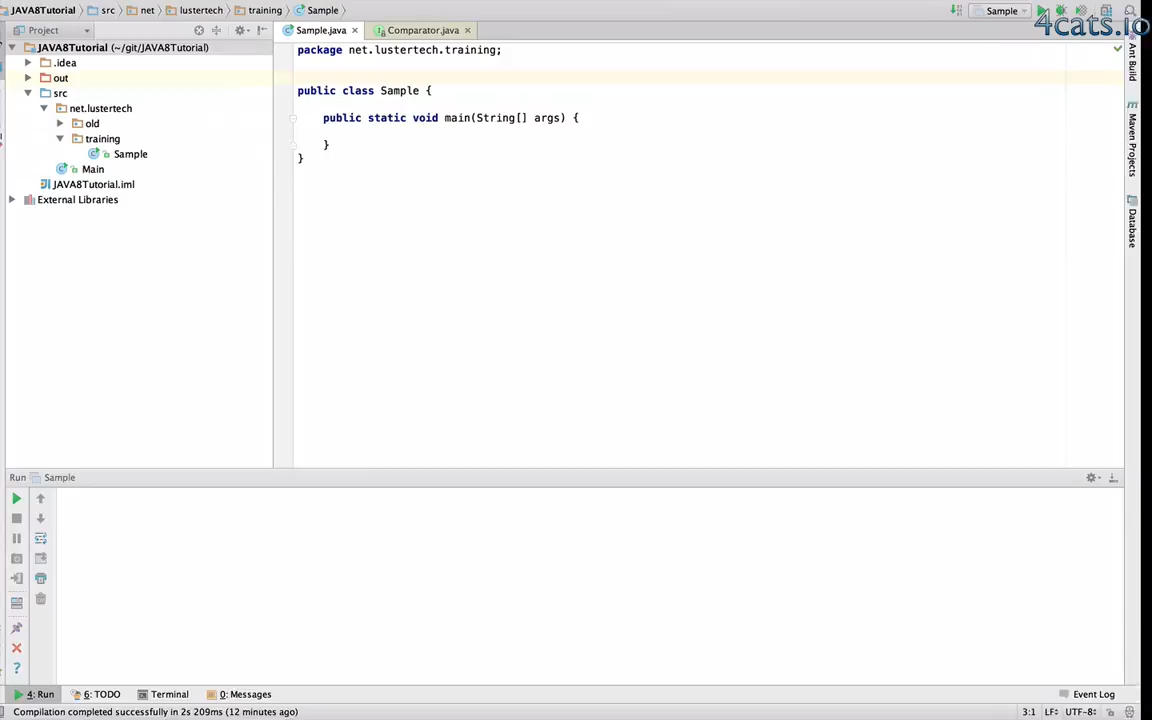 JAVA8Tutorial src net lustertech training Sample
Sample
4cats.io
Project
Sample.java
Comparator.java
JAVA8Tutorial (~/git/JAVA8Tutorial)
.idea
out
src
net.lustertech
old
training
Sample
Main
JAVA8Tutorial.iml
External Libraries
package net.lustertech.training;
public class Sample {
public static void main(String[] args) {
}
}
Ant Build
Maven Projects
Database
Run Sample
4: Run
6: TODO
Terminal
0: Messages
Event Log
Compilation completed successfully in 2s 209ms (12 minutes ago)
3:1 LF UTF-8